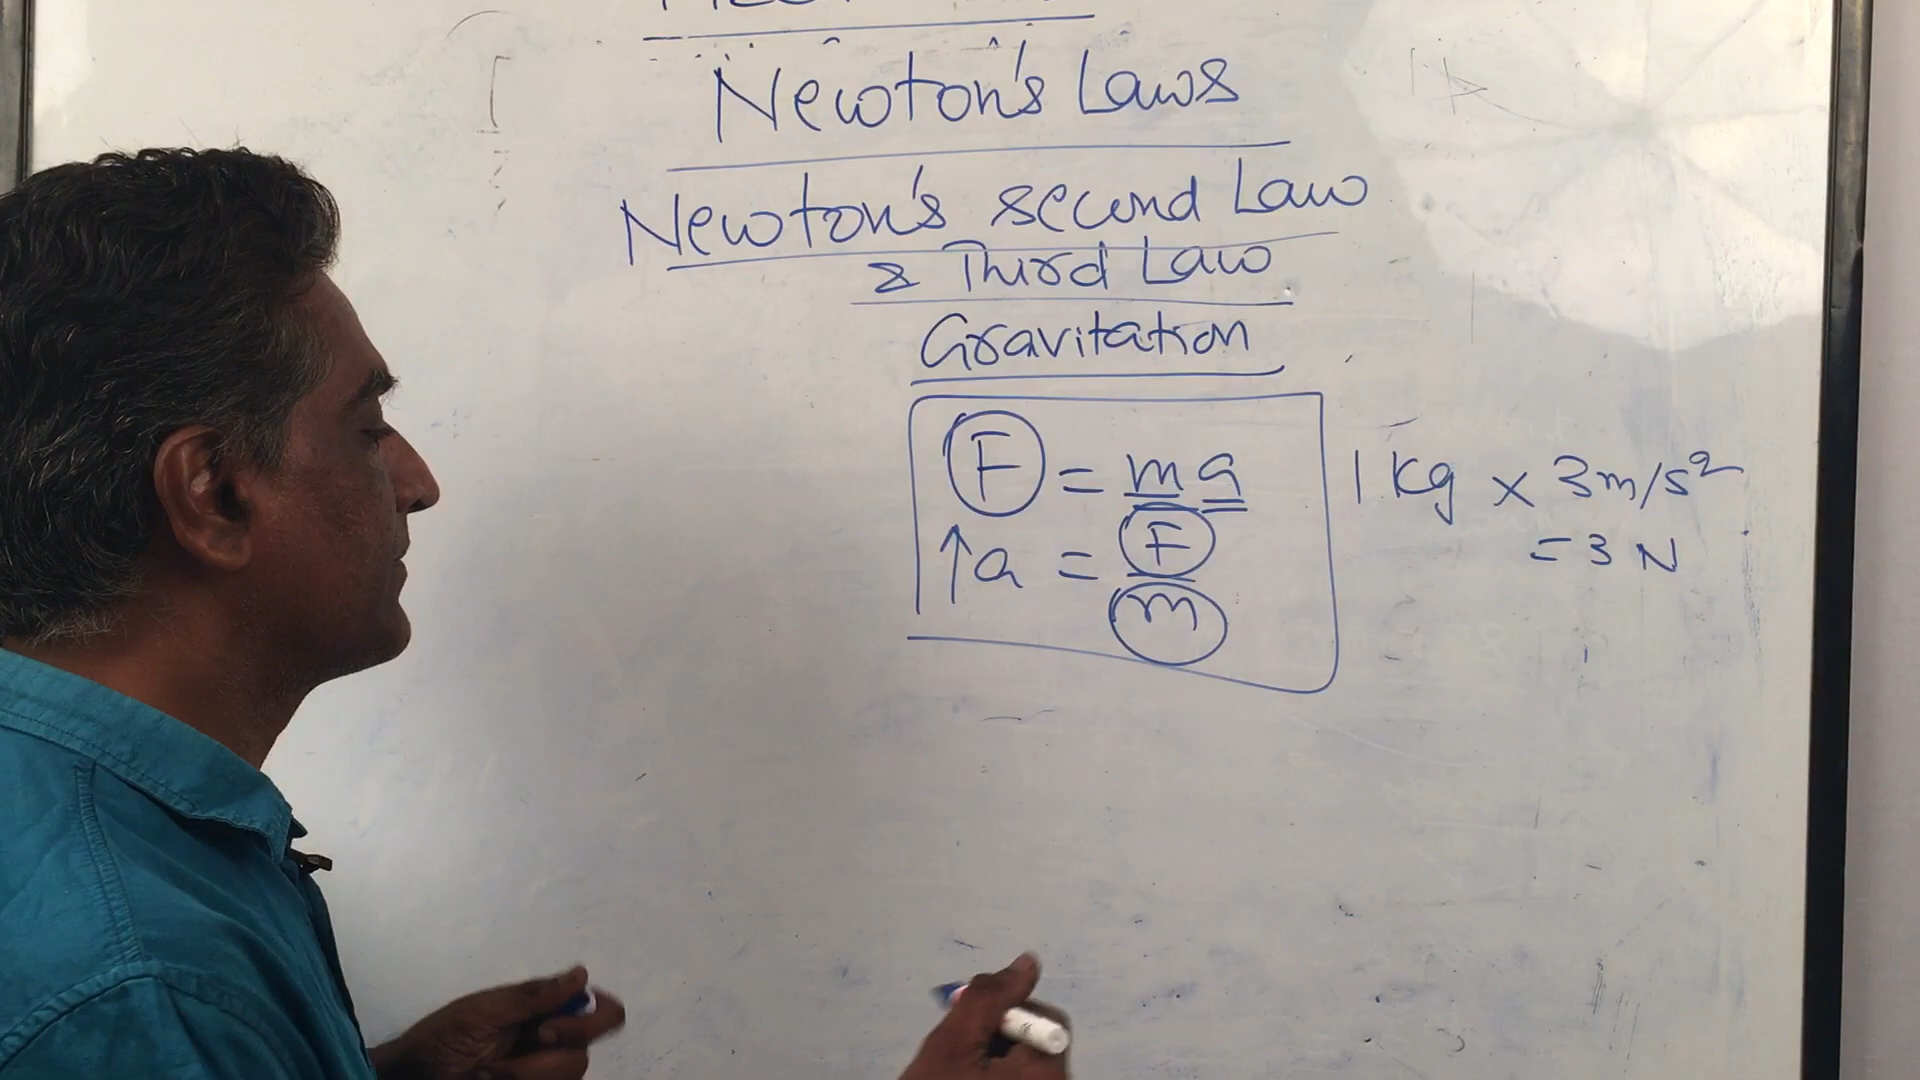 Newton's Laws
Newton's second Law
& Third Law
Gravitation
F = ma
1 kg × 3 m/s²
= 3 N
↑a = F/m